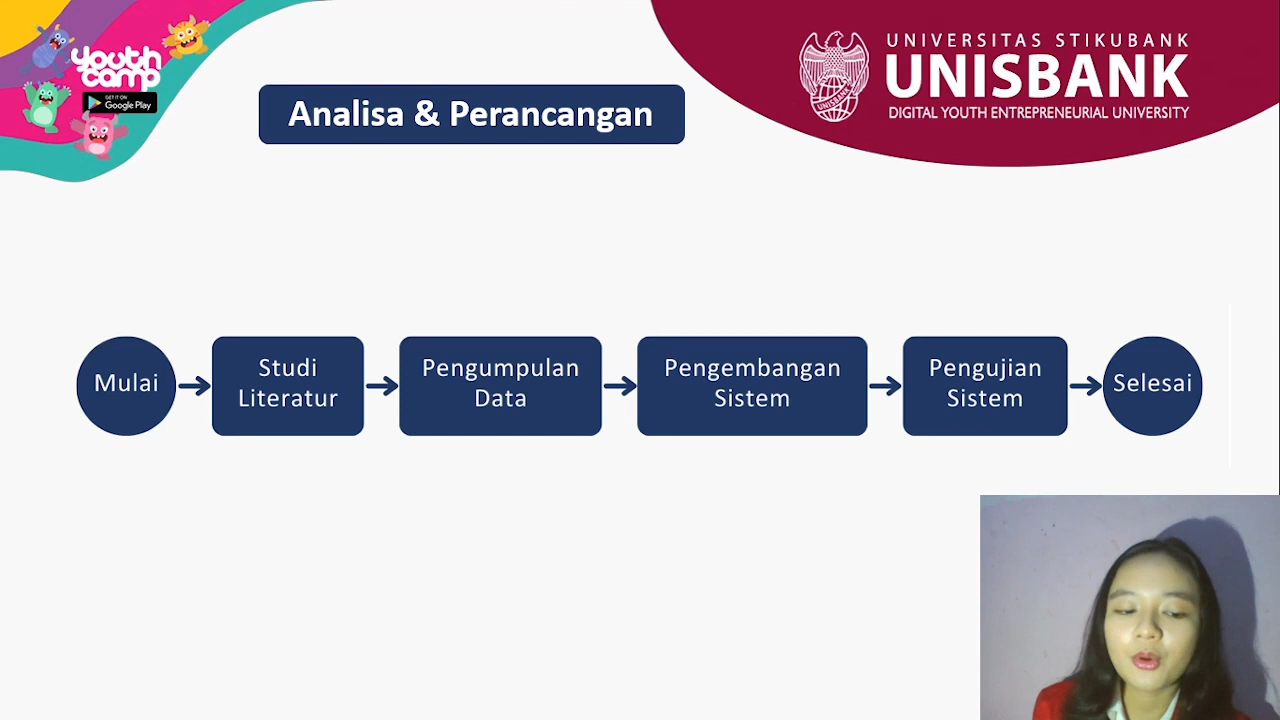 youth
camp
GET IT ON
Google Play
UNIVERSITAS STIKUBANK
UNISBANK
DIGITAL YOUTH ENTREPRENEURIAL UNIVERSITY
UNISBANK
Analisa & Perancangan
Mulai
Studi
Literatur
Pengumpulan
Data
Pengembangan
Sistem
Pengujian
Sistem
Selesai